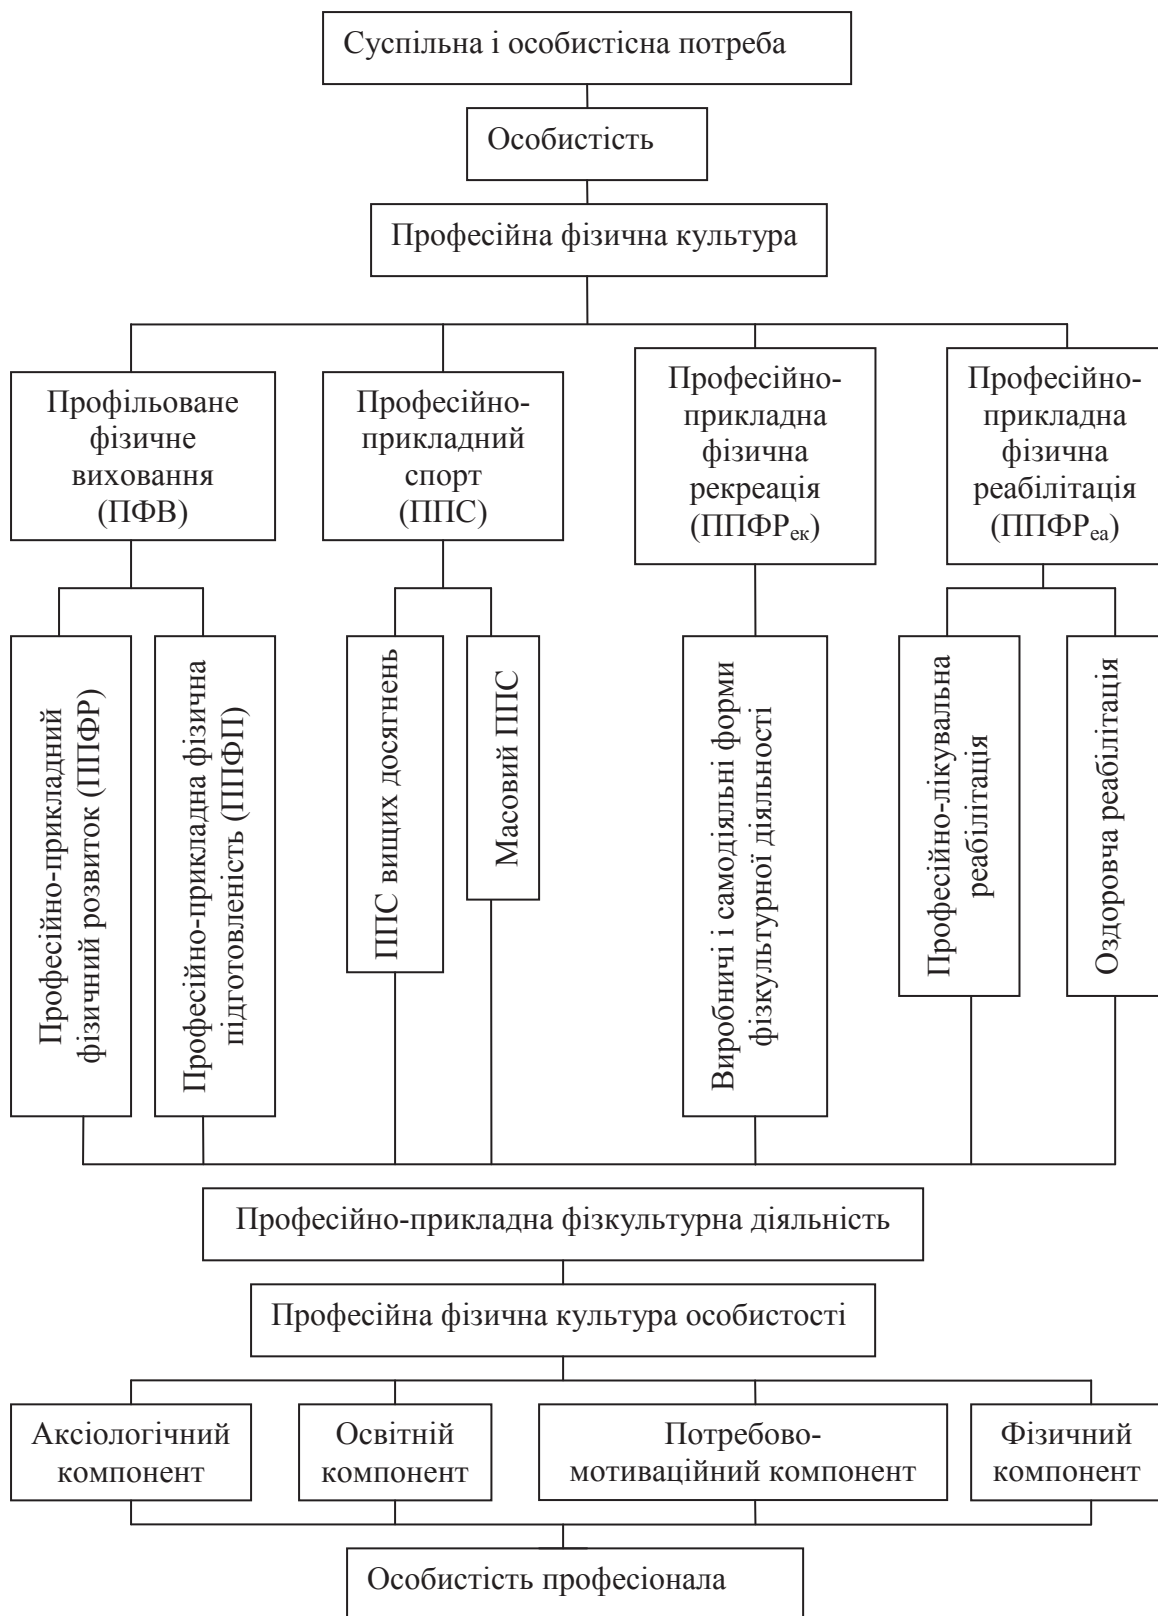 Суспільна і особистісна потреба
Особистість
Професійна фізична культура
Профільоване
фізичне
виховання
(ПФВ)
Професійно-
прикладний
спорт
(ППС)
Професійно-
прикладна
фізична
рекреація
(ППФРек)
Професійно-
прикладна
фізична
реабілітація
(ППФРеа)
Професійно-прикладний
фізичний розвиток (ППФР)
Професійно-прикладна фізична
підготовленість (ППФП)
ППС вищих досягнень
Масовий ППС
Виробничі і самодіяльні форми
фізкультурної діяльності
Професійно-лікувальна
реабілітація
Оздоровча реабілітація
Професійно-прикладна фізкультурна діяльність
Професійна фізична культура особистості
Аксіологічний
компонент
Освітній
компонент
Потребово-
мотиваційний компонент
Фізичний
компонент
Особистість професіонала